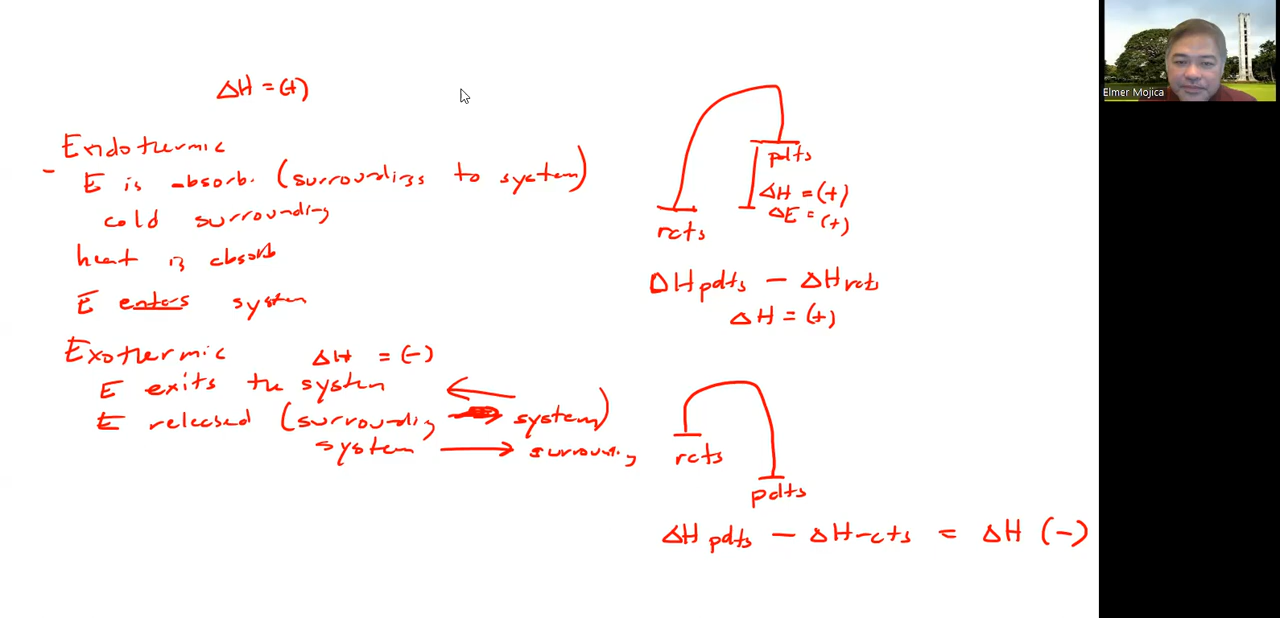 ΔH = (+)
Endothermic
- E is absorb. (surroundings to system)
cold surrounding
heat is absorb
E enters system
Exothermic ΔH = (-)
E exits the system
E released (surrounding → system)
system → surrounding
pdts
ΔH = (+)
ΔE = (+)
rcts
ΔH pdts - ΔH rcts
ΔH = (+)
rcts
pdts
ΔH pdts - ΔH rcts = ΔH (-)
Elmer Mojica